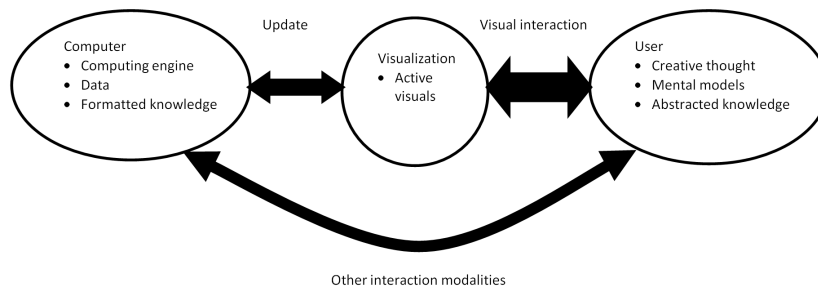 Update
Visual interaction
Computer
• Computing engine
• Data
• Formatted knowledge
Visualization
• Active
visuals
User
• Creative thought
• Mental models
• Abstracted knowledge
Other interaction modalities